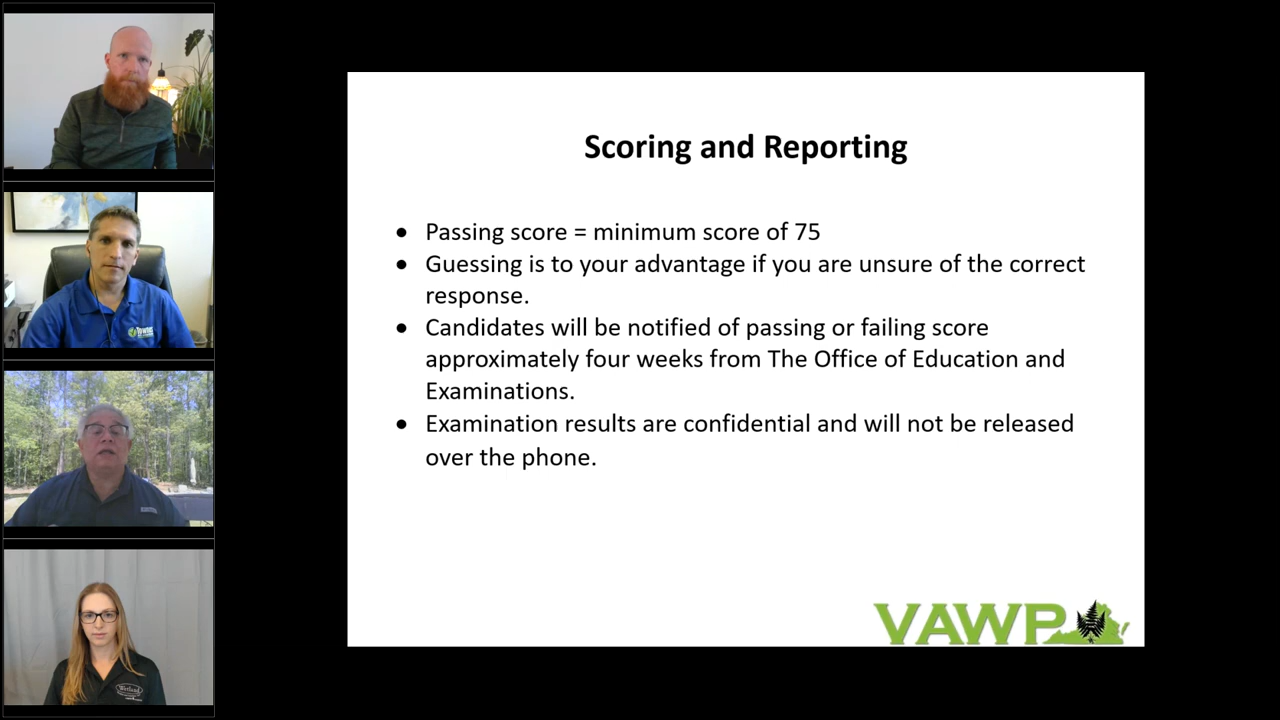 Scoring and Reporting
● Passing score = minimum score of 75
● Guessing is to your advantage if you are unsure of the correct
response.
● Candidates will be notified of passing or failing score
approximately four weeks from The Office of Education and
Examinations.
● Examination results are confidential and will not be released
over the phone.
VAWP